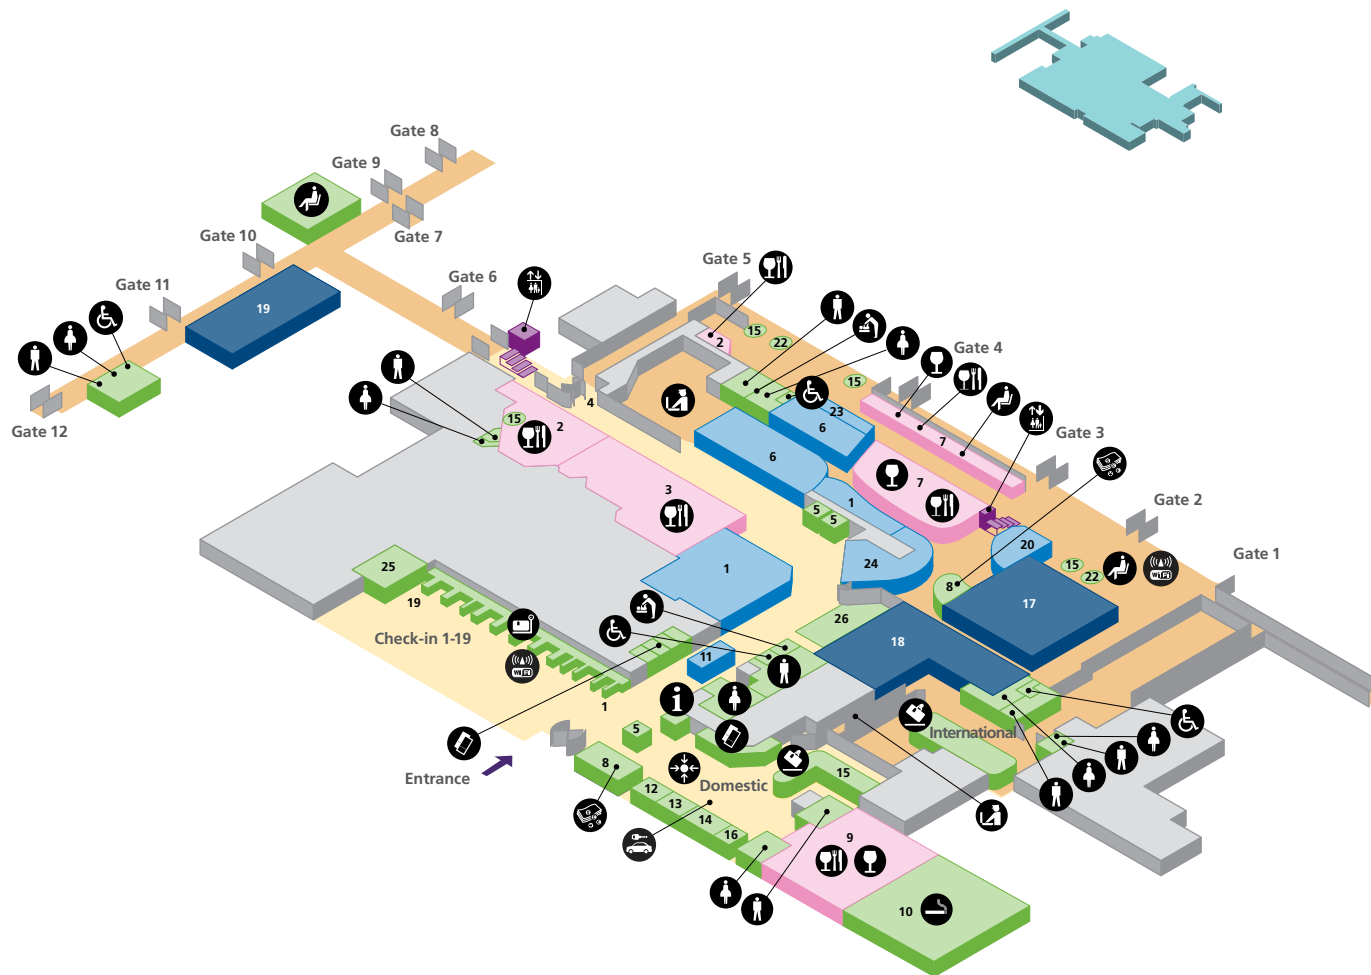 Gate 8
Gate 9
Gate 7
Gate 10
Gate 5
Gate 6
Gate 11
19
15
22
2
Gate 4
15
Gate 12
4
15
2
23
6
7
Gate 3
6
7
3
1
5
5
Gate 2
20
Gate 1
24
15
22
WiFi
1
8
17
25
19
26
Check-in 1-19
WiFi
18
11
i
1
5
International
Entrance
8
Domestic
15
12
13
14
16
9
10